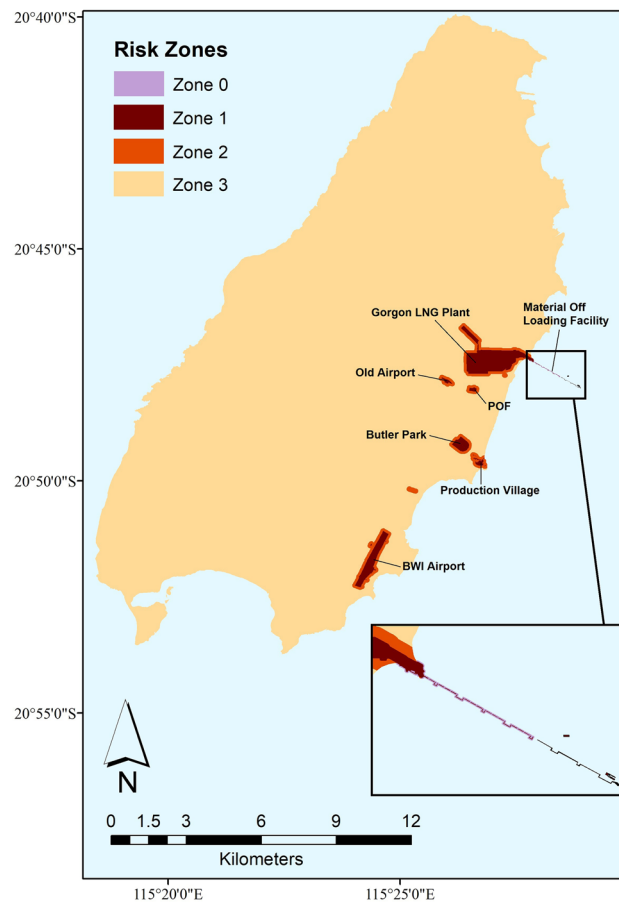 20°40'0"S
Risk Zones
Zone 0
Zone 1
Zone 2
Zone 3
20°45'0"S
Gorgon LNG Plant
Material Off
Loading Facility
Old Airport
POF
Butler Park
20°50'0"S
Production Village
BWI Airport
20°55'0"S
N
0 1.5 3 6 9 12
Kilometers
115°20'0"E
115°25'0"E